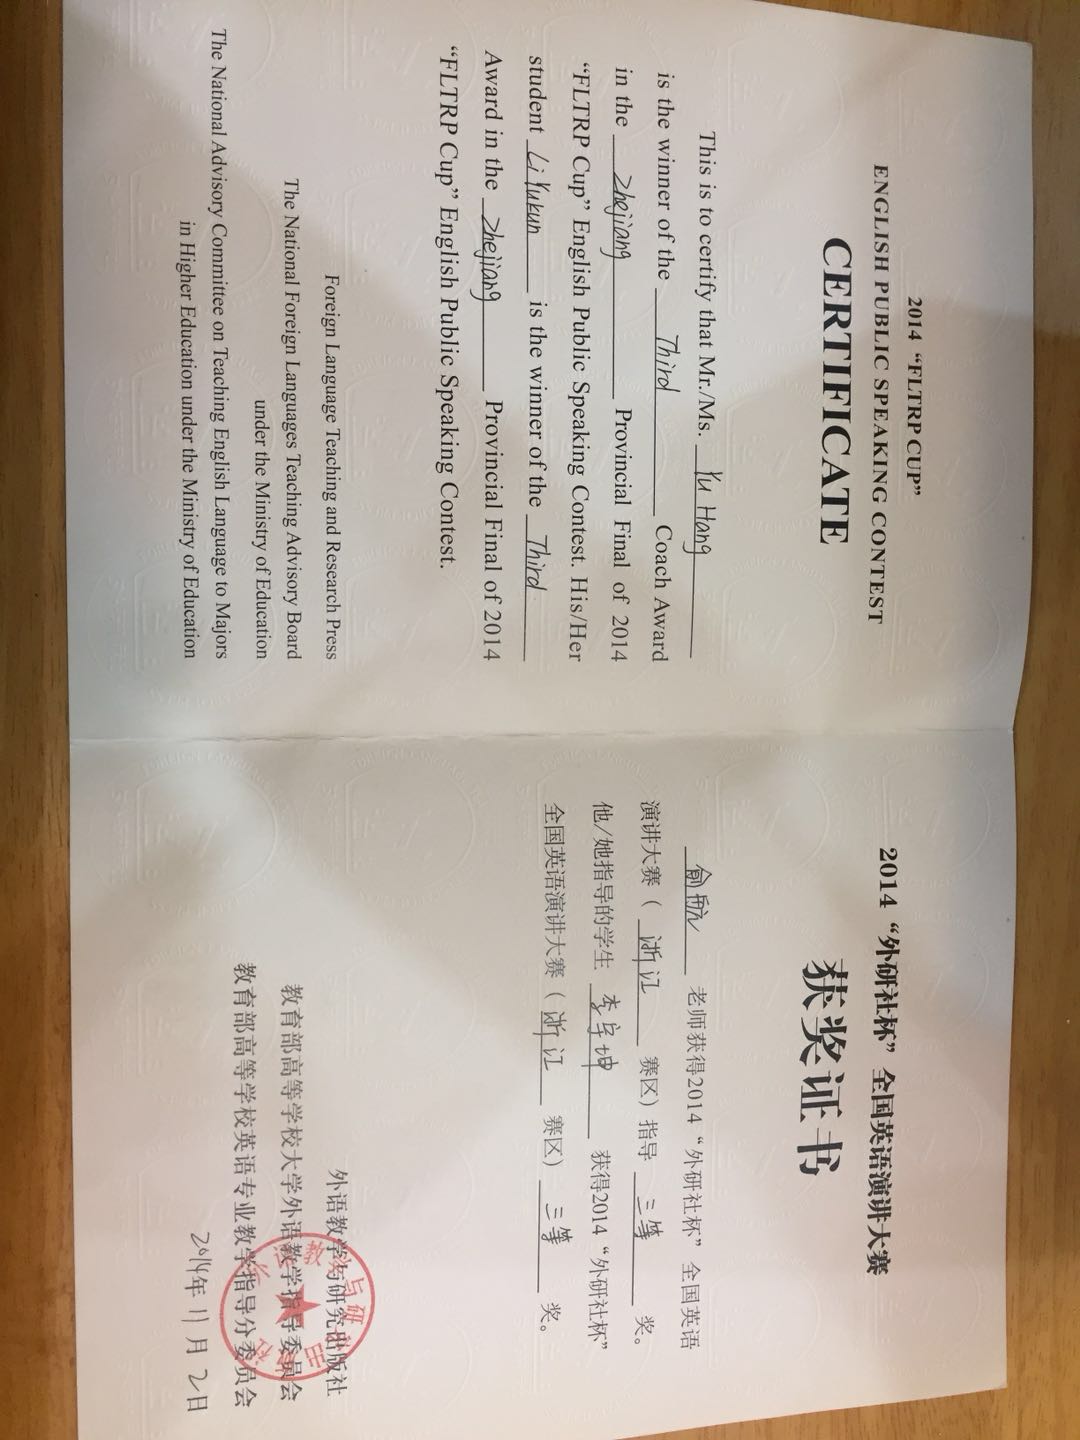 2014 “FLTRP CUP”
ENGLISH PUBLIC SPEAKING CONTEST
CERTIFICATE
This is to certify that Mr./Ms. Yu Hang
is the winner of the Third Coach Award
in the Zhejiang Provincial Final of 2014
“FLTRP Cup” English Public Speaking Contest. His/Her
student Li Yukun is the winner of the Third
Award in the Zhejiang Provincial Final of 2014
“FLTRP Cup” English Public Speaking Contest.
Foreign Language Teaching and Research Press
The National Foreign Languages Teaching Advisory Board
under the Ministry of Education
The National Advisory Committee on Teaching English Language to Majors
in Higher Education under the Ministry of Education
2014 “外研社杯” 全国英语演讲大赛
获奖证书
俞航 老师获得2014 “外研社杯” 全国英语
演讲大赛（ 浙江 赛区）指导 三等 奖。
他/她指导的学生 李宇坤 获得2014 “外研社杯”
全国英语演讲大赛（ 浙江 赛区） 三等 奖。
外语教学与研究出版社
教育部高等学校大学外语教学指导委员会
教育部高等学校英语专业教学指导分委员会
2014年 11月 2日